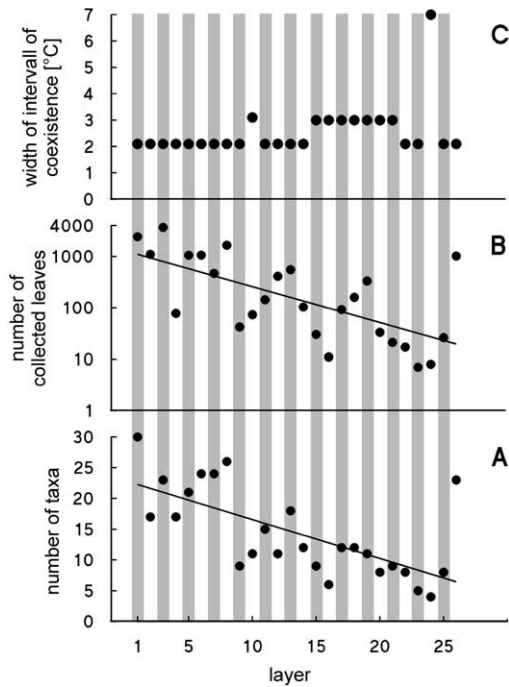 C
width of intervall of
coexistence [°C]
7
6
5
4
3
2
1
0
B
number of
collected leaves
4000
1000
100
10
1
A
number of taxa
30
25
20
15
10
5
0
1 5 10 15 20 25
layer